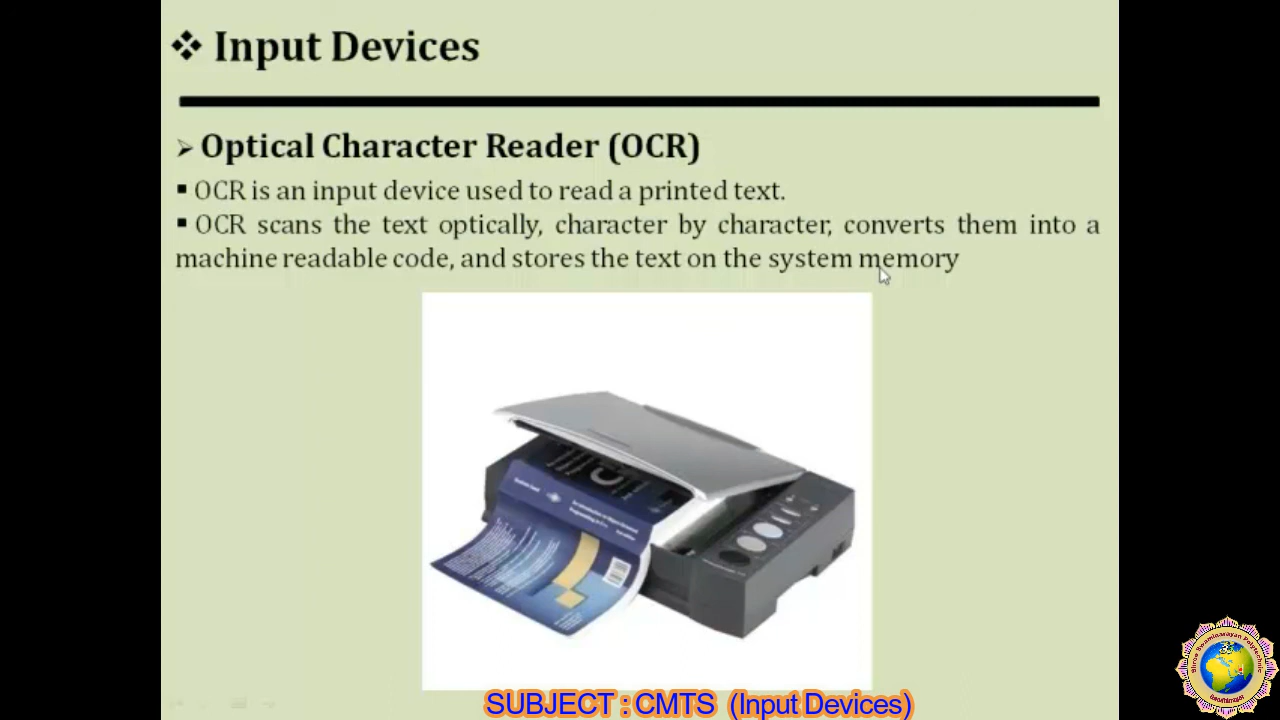 ❖ Input Devices
➢ Optical Character Reader (OCR)
▪ OCR is an input device used to read a printed text.
▪ OCR scans the text optically, character by character, converts them into a
machine readable code, and stores the text on the system memory
SUBJECT : CMTS (Input Devices)